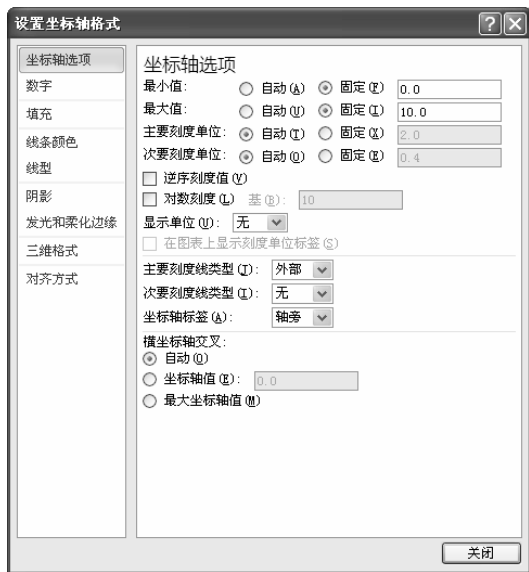 设置坐标轴格式
坐标轴选项
数字
填充
线条颜色
线型
阴影
发光和柔化边缘
三维格式
对齐方式
坐标轴选项
最小值: 自动(A) 固定(F) 0.0
最大值: 自动(U) 固定(I) 10.0
主要刻度单位: 自动(T) 固定(X) 2.0
次要刻度单位: 自动(O) 固定(E) 0.4
逆序刻度值(V)
对数刻度(L) 基(B): 10
显示单位(U): 无
在图表上显示刻度单位标签(S)
主要刻度线类型(T): 外部
次要刻度线类型(I): 无
坐标轴标签(A): 轴旁
横坐标轴交叉:
自动(O)
坐标轴值(E): 0.0
最大坐标轴值(M)
关闭